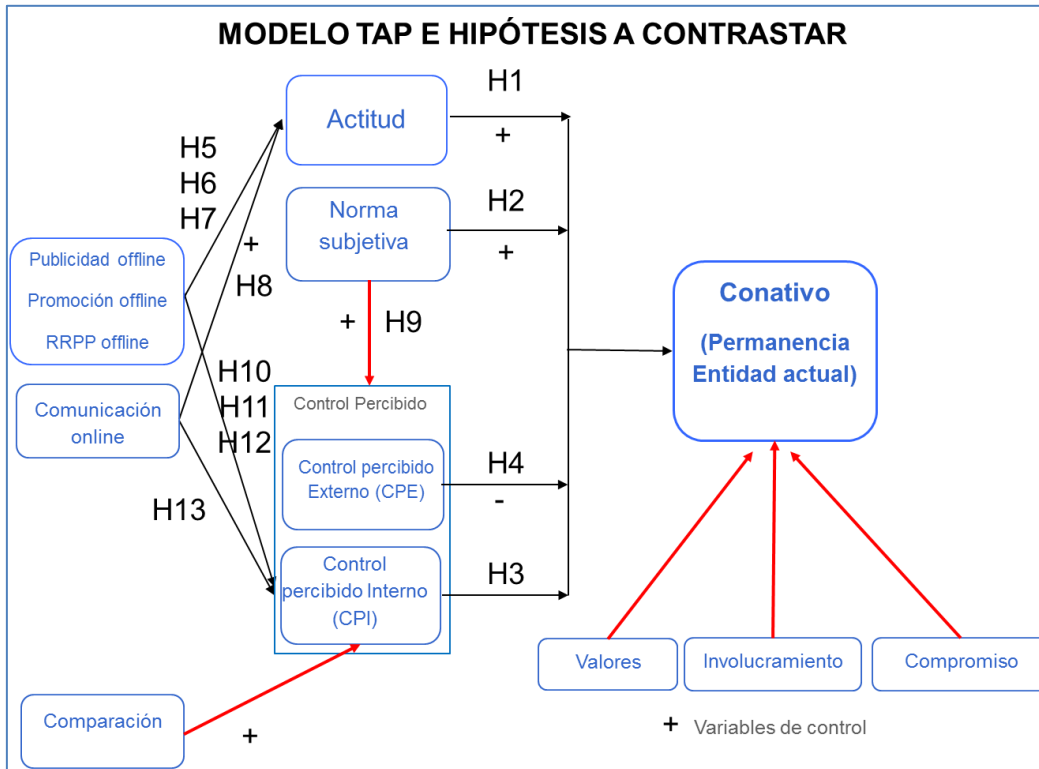 MODELO TAP E HIPÓTESIS A CONTRASTAR
H1
Actitud
+
H5
H6
H7
H2
Norma
subjetiva
+
+
Publicidad offline
Promoción offline
RRPP offline
H8
+
H9
Conativo
(Permanencia
Entidad actual)
H10
H11
H12
Control Percibido
Comunicación
online
Control percibido
Externo (CPE)
H4
-
H13
Control
percibido Interno
(CPI)
H3
Valores
Involucramiento
Compromiso
Comparación
+
+ Variables de control